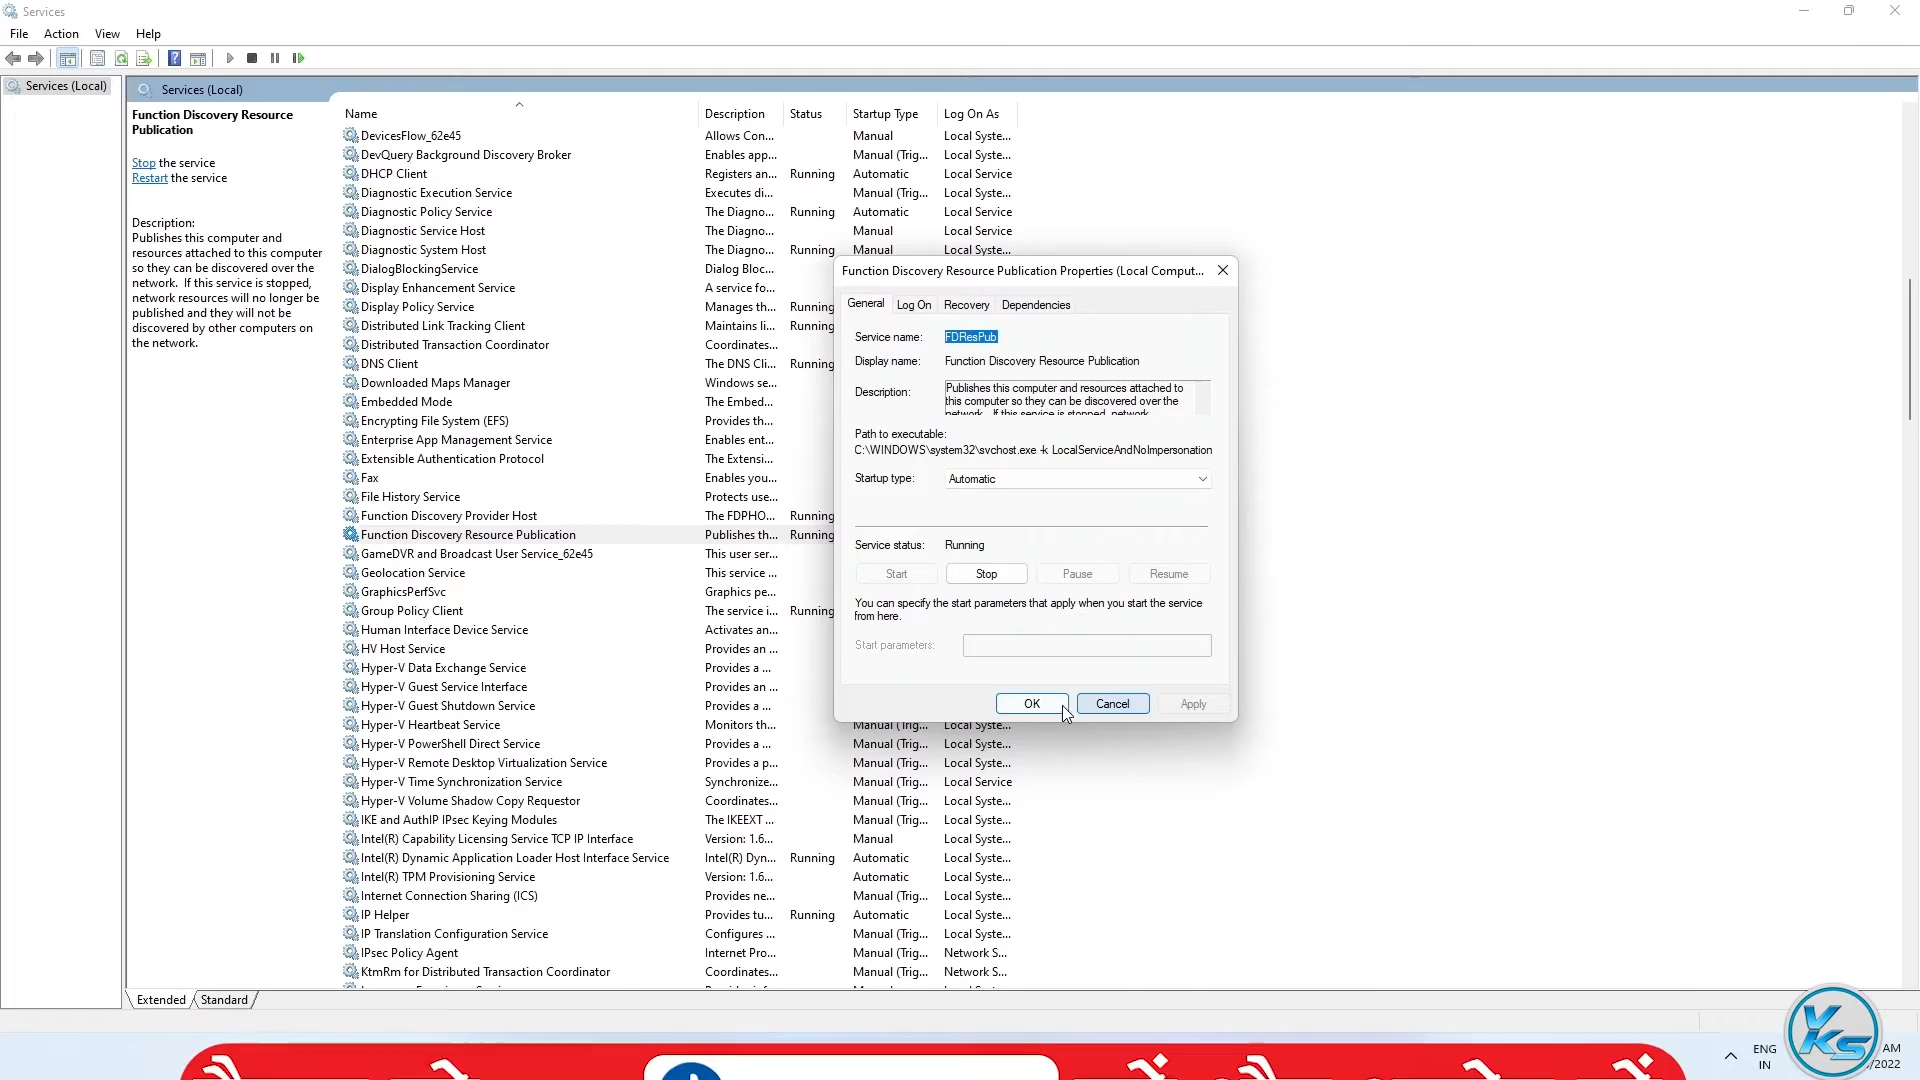 Services
File Action View Help
Services (Local)
Services (Local)
Function Discovery Resource
Publication
Stop the service
Restart the service
Description:
Publishes this computer and
resources attached to this computer
so they can be discovered over the
network. If this service is stopped,
network resources will no longer be
published and they will not be
discovered by other computers on
the network.
Name Description Status Startup Type Log On As
DevicesFlow_62e45 Allows Con... Manual Local Syste...
DevQuery Background Discovery Broker Enables app... Manual (Trig... Local Syste...
DHCP Client Registers an... Running Automatic Local Service
Diagnostic Execution Service Executes di... Manual (Trig... Local Syste...
Diagnostic Policy Service The Diagno... Running Automatic Local Service
Diagnostic Service Host The Diagno... Manual Local Service
Diagnostic System Host The Diagno... Running Manual Local Syste...
DialogBlockingService Dialog Bloc...
Display Enhancement Service A service fo...
Display Policy Service Manages th... Running
Distributed Link Tracking Client Maintains li... Running
Distributed Transaction Coordinator Coordinates...
DNS Client The DNS Cli... Running
Downloaded Maps Manager Windows se...
Embedded Mode The Embed...
Encrypting File System (EFS) Provides th...
Enterprise App Management Service Enables ent...
Extensible Authentication Protocol The Extensi...
Fax Enables you...
File History Service Protects use...
Function Discovery Provider Host The FDPHO... Running
Function Discovery Resource Publication Publishes th... Running
GameDVR and Broadcast User Service_62e45 This user ser...
Geolocation Service This service ...
GraphicsPerfSvc Graphics pe...
Group Policy Client The service i... Running
Human Interface Device Service Activates an...
HV Host Service Provides an ...
Hyper-V Data Exchange Service Provides a ...
Hyper-V Guest Service Interface Provides an ...
Hyper-V Guest Shutdown Service Provides a ...
Hyper-V Heartbeat Service Monitors th... Manual (Trig... Local Syste...
Hyper-V PowerShell Direct Service Provides a ... Manual (Trig... Local Syste...
Hyper-V Remote Desktop Virtualization Service Provides a p... Manual (Trig... Local Syste...
Hyper-V Time Synchronization Service Synchronize... Manual (Trig... Local Service
Hyper-V Volume Shadow Copy Requestor Coordinates... Manual (Trig... Local Syste...
IKE and AuthIP IPsec Keying Modules The IKEEXT ... Manual (Trig... Local Syste...
Intel(R) Capability Licensing Service TCP IP Interface Version: 1.6... Manual Local Syste...
Intel(R) Dynamic Application Loader Host Interface Service Intel(R) Dyn... Running Automatic Local Syste...
Intel(R) TPM Provisioning Service Version: 1.6... Automatic Local Syste...
Internet Connection Sharing (ICS) Provides ne... Manual (Trig... Local Syste...
IP Helper Provides tu... Running Automatic Local Syste...
IP Translation Configuration Service Configures ... Manual (Trig... Local Syste...
IPsec Policy Agent Internet Pro... Manual (Trig... Network S...
KtmRm for Distributed Transaction Coordinator Coordinates... Manual (Trig... Network S...
Function Discovery Resource Publication Properties (Local Comput...
General Log On Recovery Dependencies
Service name: FDResPub
Display name: Function Discovery Resource Publication
Description: Publishes this computer and resources attached to
this computer so they can be discovered over the
network. If this service is stopped, network
Path to executable:
C:\WINDOWS\system32\svchost.exe -k LocalServiceAndNoImpersonation
Startup type: Automatic
Service status: Running
Start Stop Pause Resume
You can specify the start parameters that apply when you start the service
from here.
Start parameters:
OK Cancel Apply
Extended Standard
ENG
IN
AM
/2022
YKS